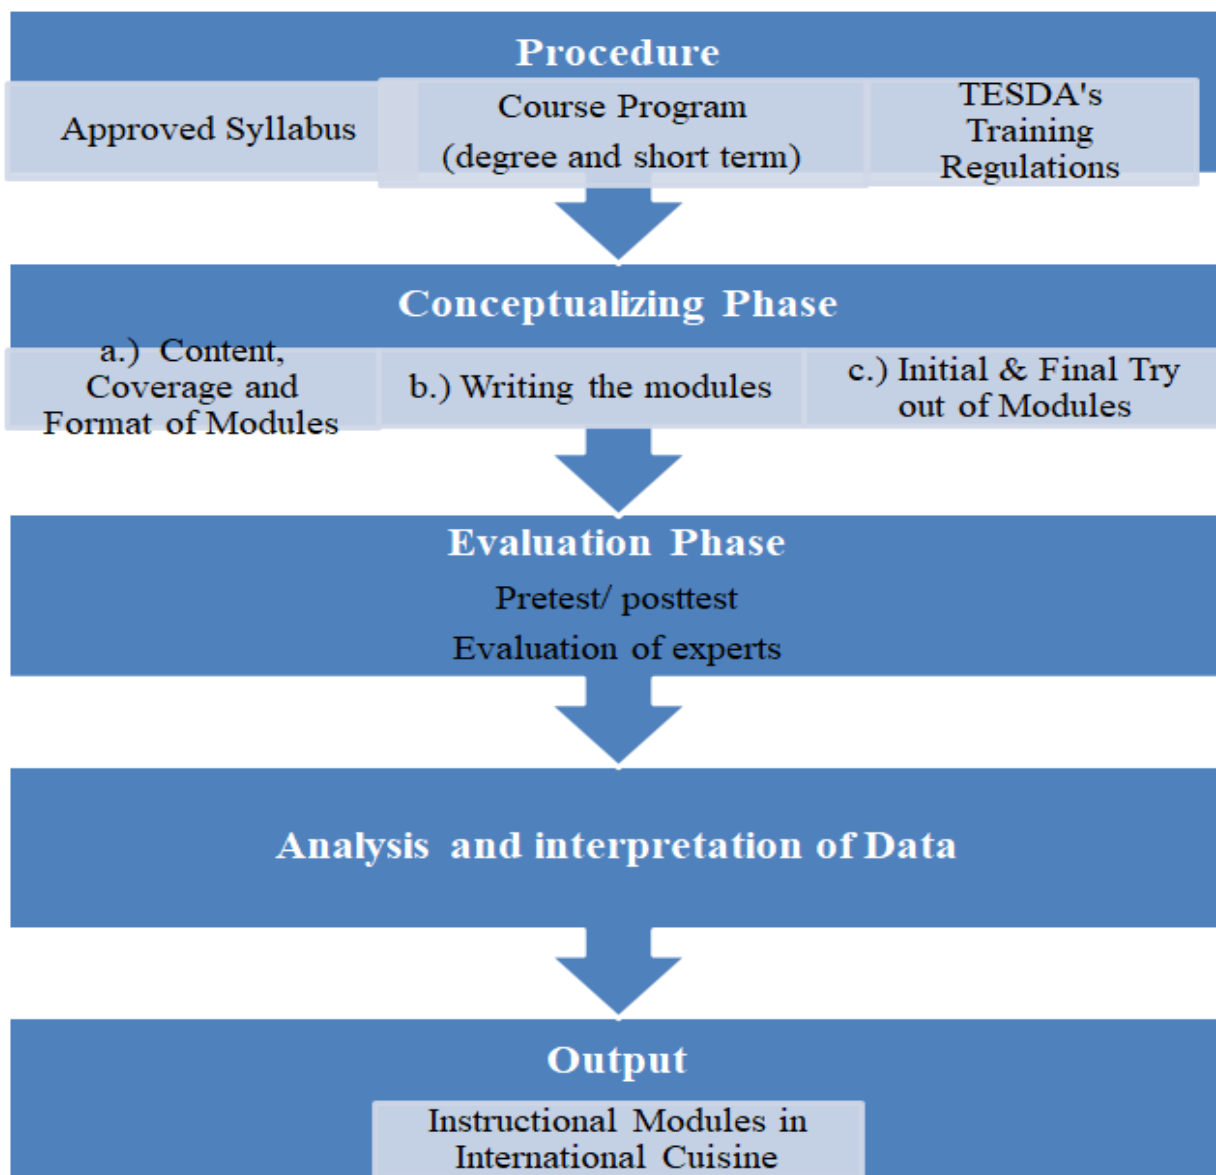 Procedure
Approved Syllabus
Course Program
(degree and short term)
TESDA's
Training
Regulations
Conceptualizing Phase
a.) Content,
Coverage and
Format of Modules
b.) Writing the modules
c.) Initial & Final Try
out of Modules
Evaluation Phase
Pretest/ posttest
Evaluation of experts
Analysis and interpretation of Data
Output
Instructional Modules in
International Cuisine